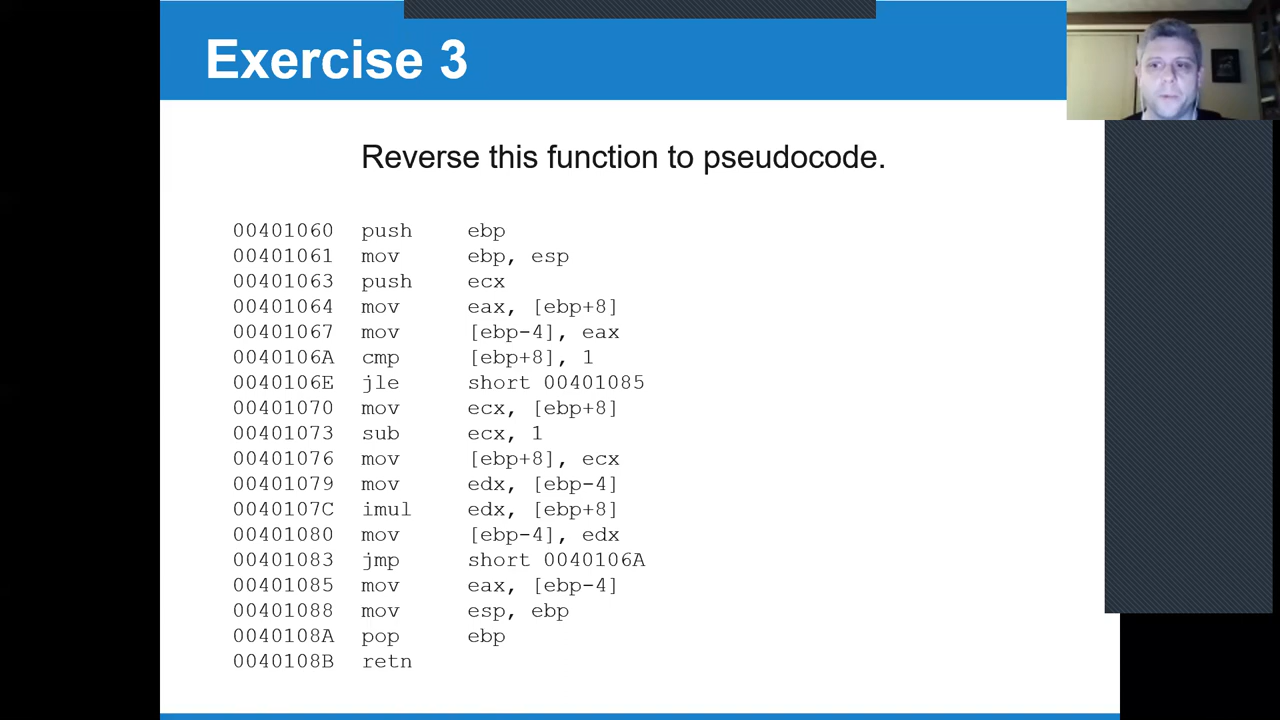 Exercise 3
Reverse this function to pseudocode.
00401060 push ebp
00401061 mov ebp, esp
00401063 push ecx
00401064 mov eax, [ebp+8]
00401067 mov [ebp-4], eax
0040106A cmp [ebp+8], 1
0040106E jle short 00401085
00401070 mov ecx, [ebp+8]
00401073 sub ecx, 1
00401076 mov [ebp+8], ecx
00401079 mov edx, [ebp-4]
0040107C imul edx, [ebp+8]
00401080 mov [ebp-4], edx
00401083 jmp short 0040106A
00401085 mov eax, [ebp-4]
00401088 mov esp, ebp
0040108A pop ebp
0040108B retn